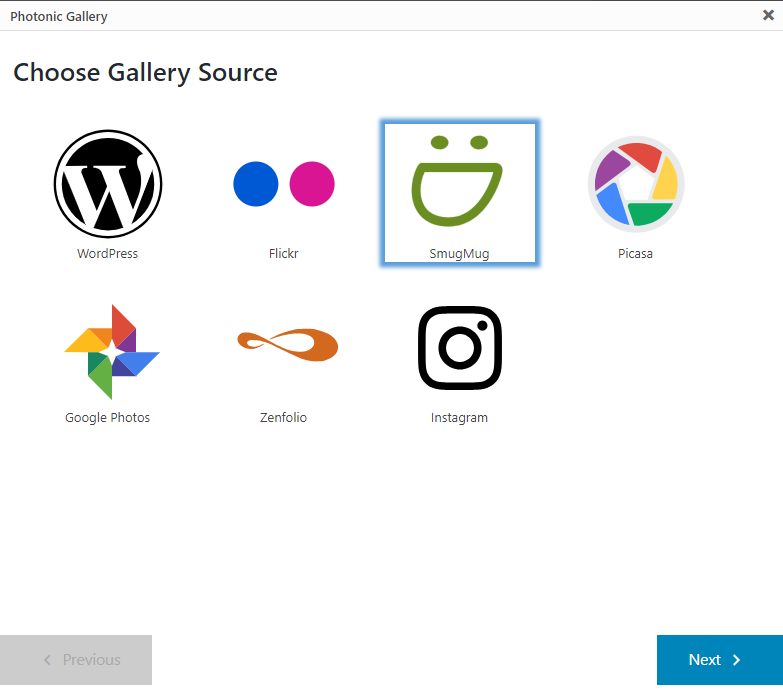 Photonic Gallery
Choose Gallery Source
WordPress
Flickr
SmugMug
Picasa
Google Photos
Zenfolio
Instagram
Previous
Next